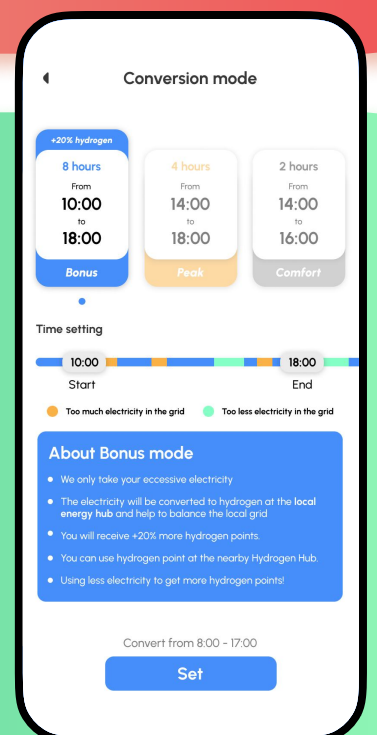 Conversion mode
+20% hydrogen
8 hours
From
10:00
to
18:00
Bonus
4 hours
From
14:00
to
18:00
Peak
2 hours
From
14:00
to
16:00
Comfort
Time setting
10:00
18:00
Start
End
Too much electricity in the grid
Too less electricity in the grid
About Bonus mode
We only take your eccessive electricity
The electricity will be converted to hydrogen at the local
energy hub and help to balance the local grid
You will receive +20% more hydrogen points.
You can use hydrogen point at the nearby Hydrogen Hub.
Using less electricity to get more hydrogen points!
Convert from 8:00 - 17:00
Set